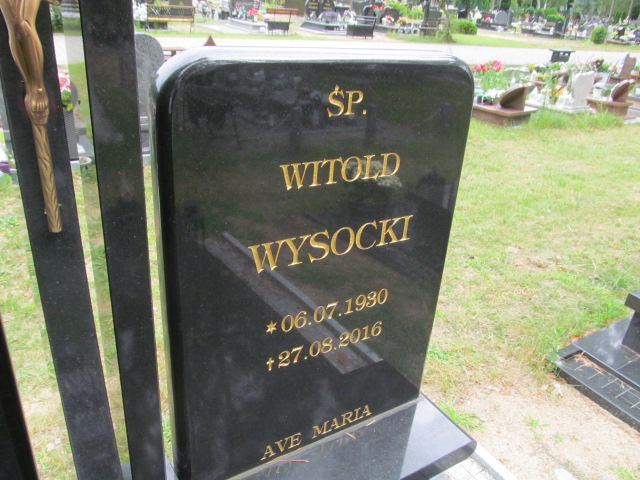 ŚP.
WITOLD
WYSOCKI
*06.07.1930
†27.08.2016
AVE MARIA